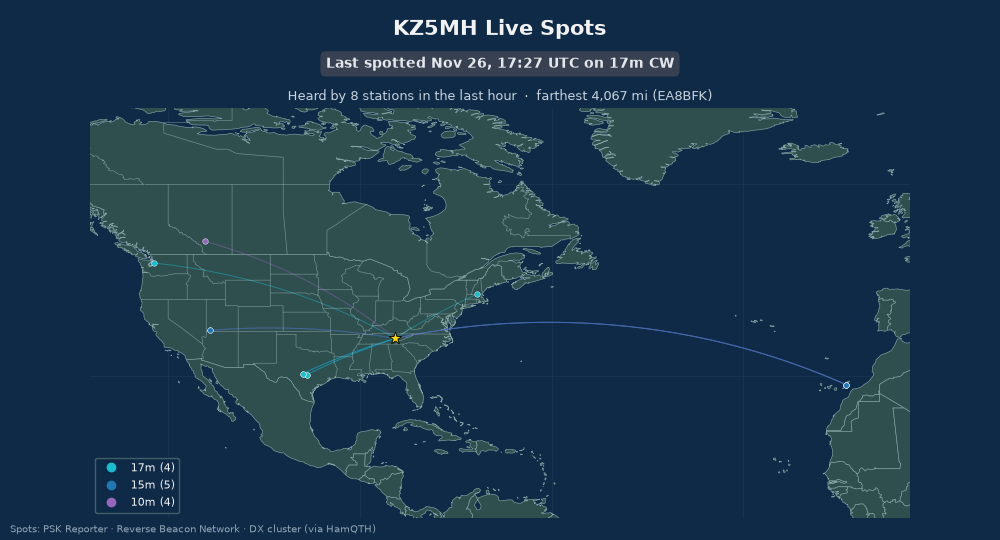 KZ5MH Live Spots
Last spotted Nov 26, 17:27 UTC on 17m CW
Heard by 8 stations in the last hour · farthest 4,067 mi (EA8BFK)
17m (4)
15m (5)
10m (4)
Spots: PSK Reporter · Reverse Beacon Network · DX cluster (via HamQTH)